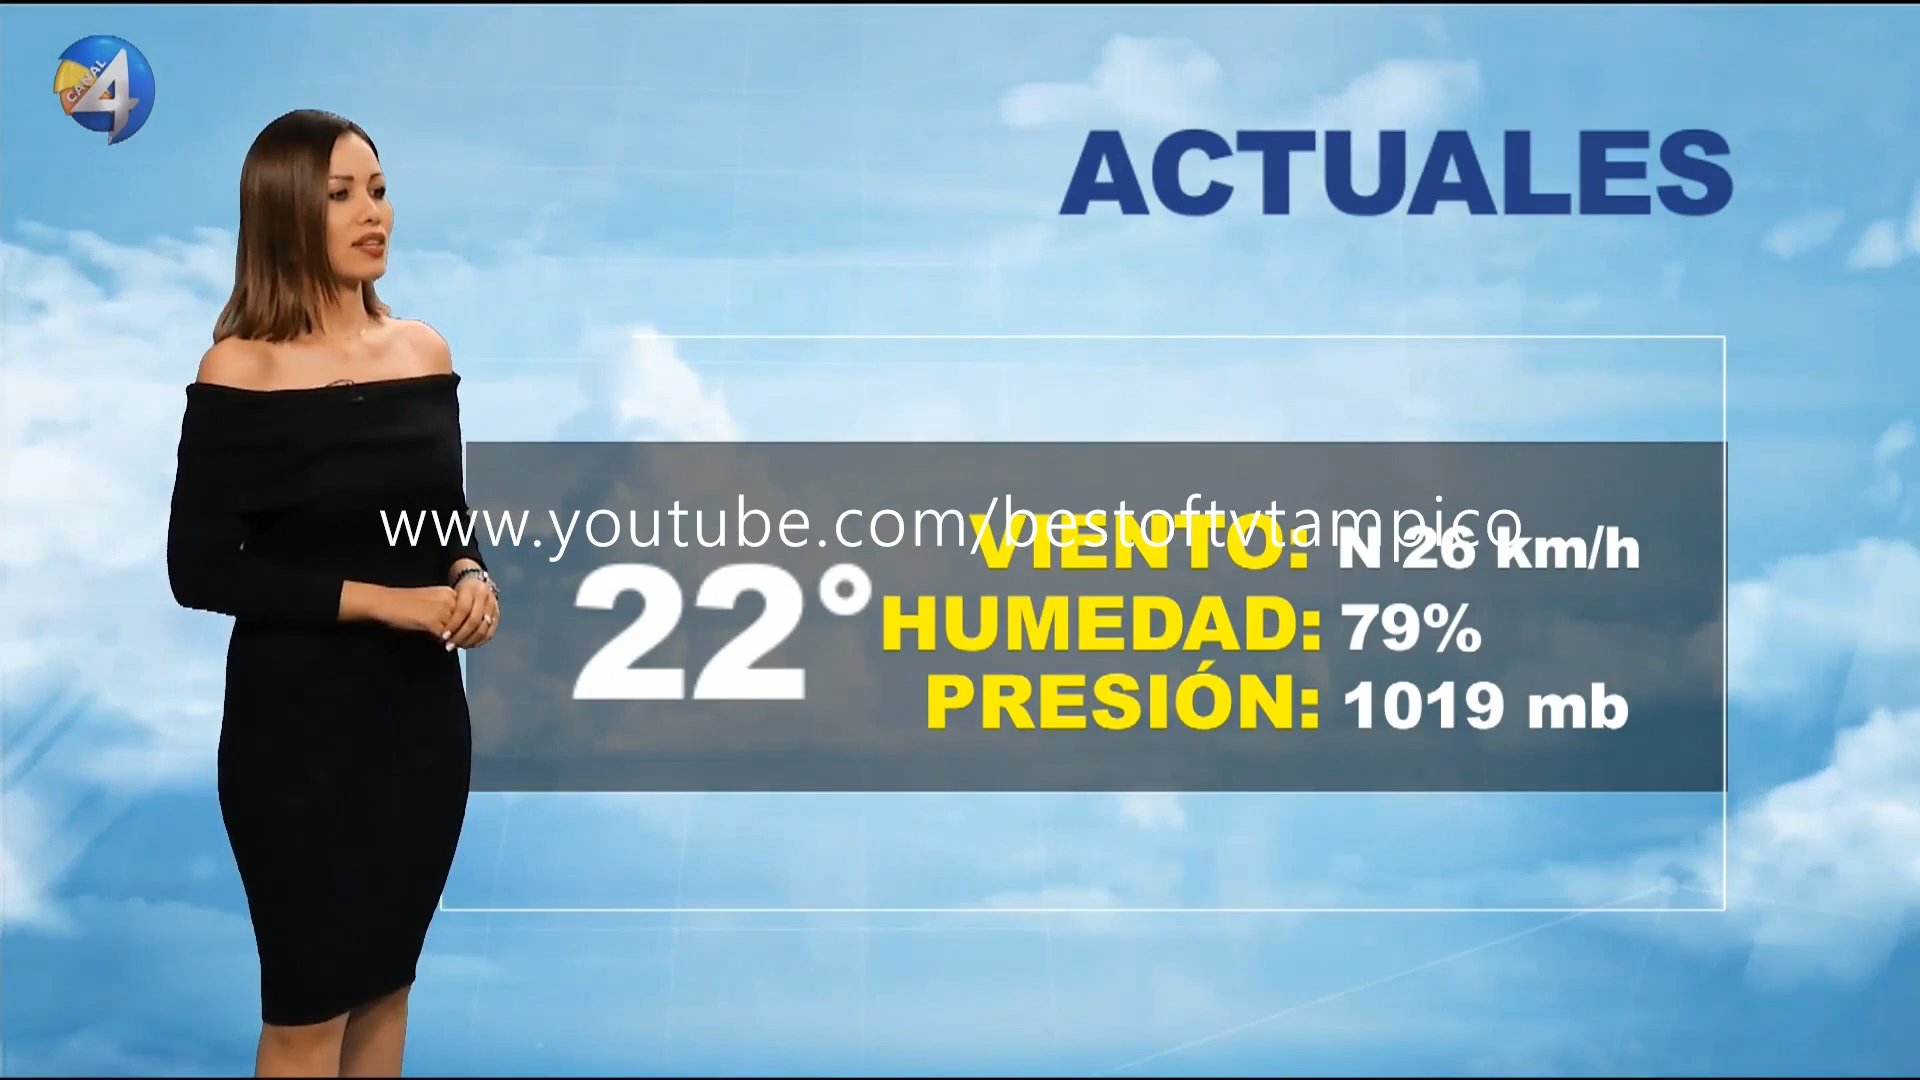 CANAL
4
ACTUALES
www.youtube.com/bestoftvtampico
VIENTO: N 26 km/h
22°
HUMEDAD: 79%
PRESIÓN: 1019 mb